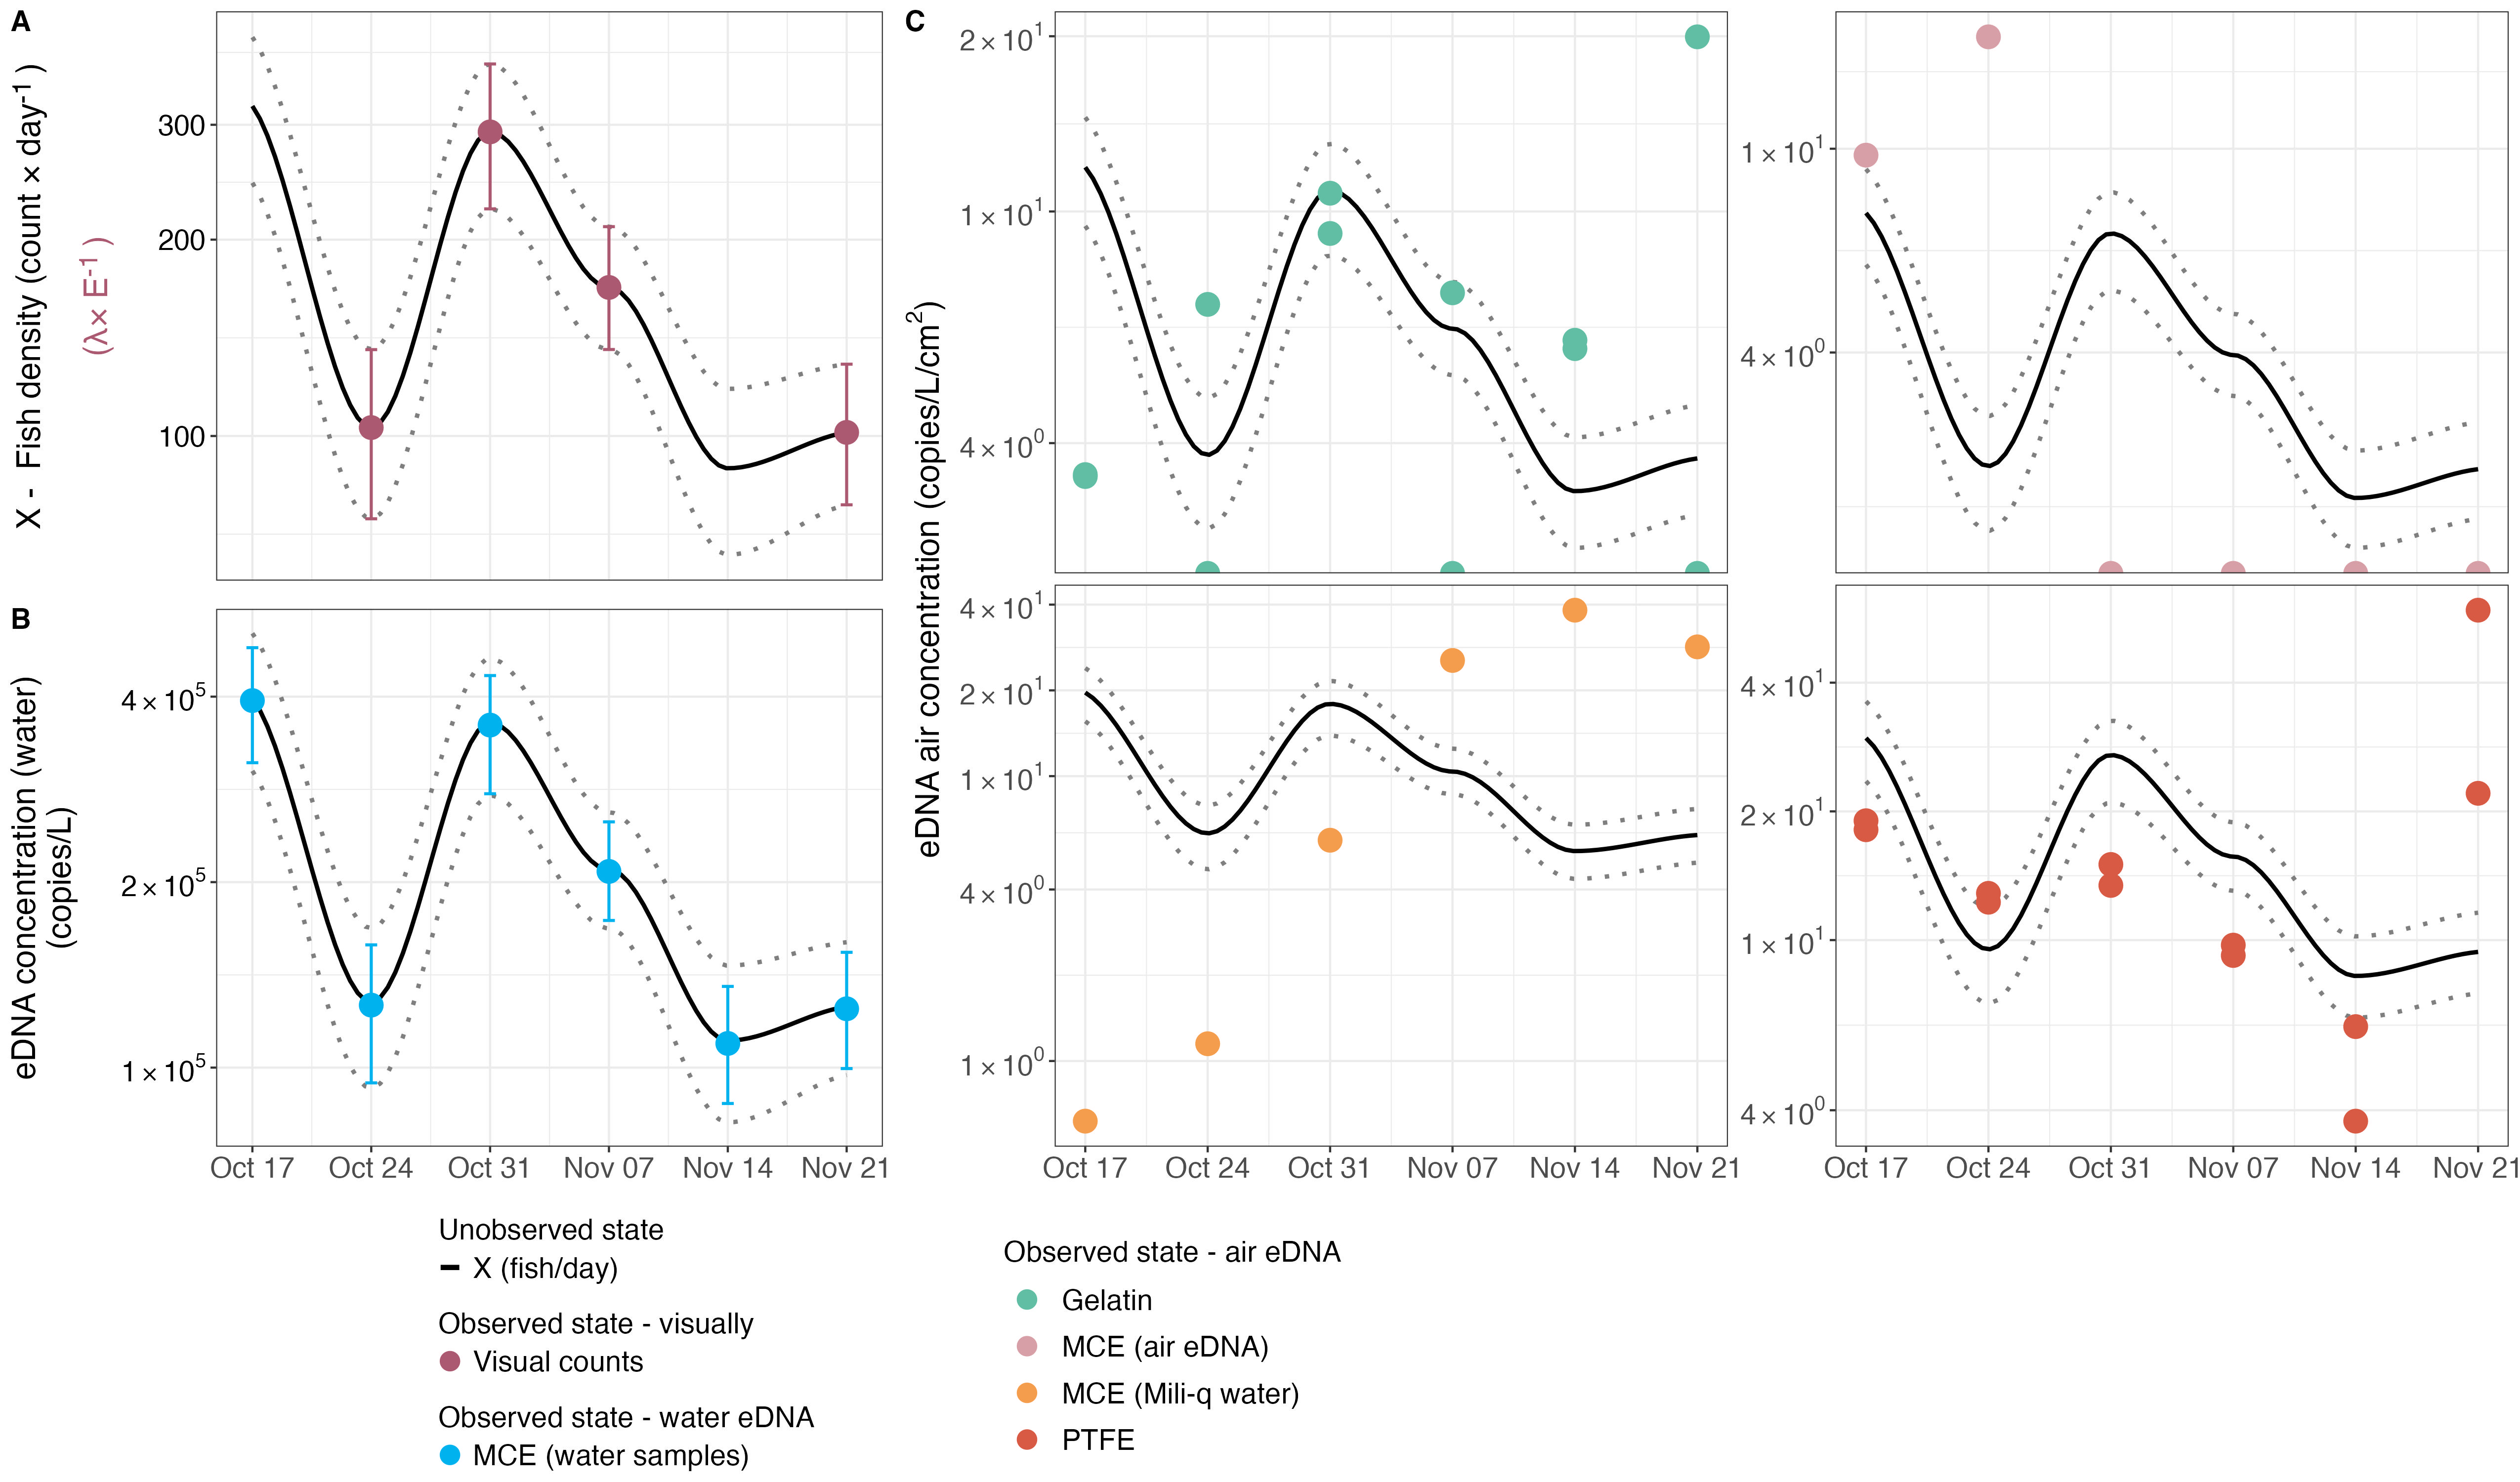 A
X - Fish density (count × day⁻¹ )
(λ× E⁻¹ )
300
200
100
B
eDNA concentration (water)
(copies/L)
4 × 10⁵
2 × 10⁵
1 × 10⁵
Oct 17 Oct 24 Oct 31 Nov 07 Nov 14 Nov 21
C
eDNA air concentration (copies/L/cm²)
2 × 10¹
1 × 10¹
4 × 10⁰
1 × 10¹
4 × 10⁰
4 × 10¹
2 × 10¹
1 × 10¹
4 × 10⁰
1 × 10⁰
Oct 17 Oct 24 Oct 31 Nov 07 Nov 14 Nov 21
4 × 10¹
2 × 10¹
1 × 10¹
4 × 10⁰
Oct 17 Oct 24 Oct 31 Nov 07 Nov 14 Nov 21
Unobserved state
X (fish/day)
Observed state - visually
Visual counts
Observed state - water eDNA
MCE (water samples)
Observed state - air eDNA
Gelatin
MCE (air eDNA)
MCE (Mili-q water)
PTFE